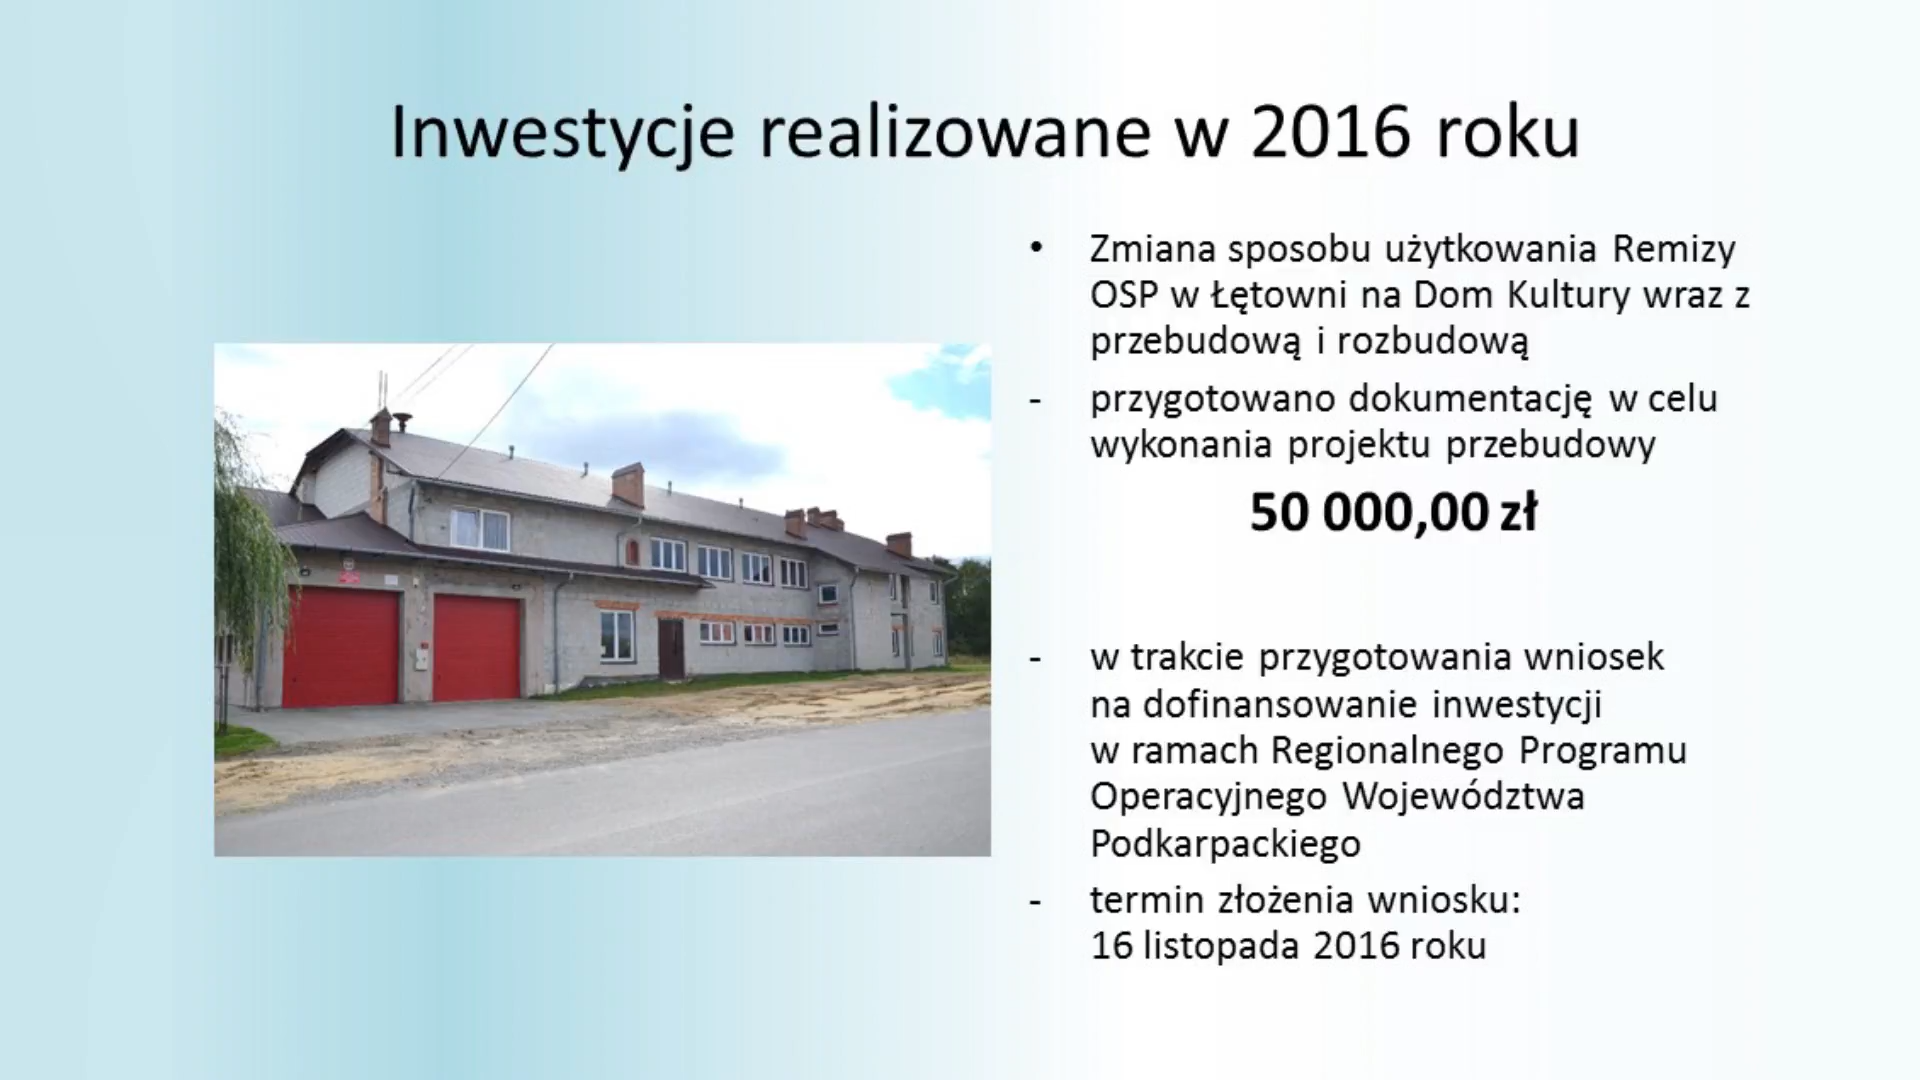 Inwestycje realizowane w 2016 roku
• Zmiana sposobu użytkowania Remizy
OSP w Łętowni na Dom Kultury wraz z
przebudową i rozbudową
- przygotowano dokumentację w celu
wykonania projektu przebudowy
50 000,00 zł
- w trakcie przygotowania wniosek
na dofinansowanie inwestycji
w ramach Regionalnego Programu
Operacyjnego Województwa
Podkarpackiego
- termin złożenia wniosku:
16 listopada 2016 roku